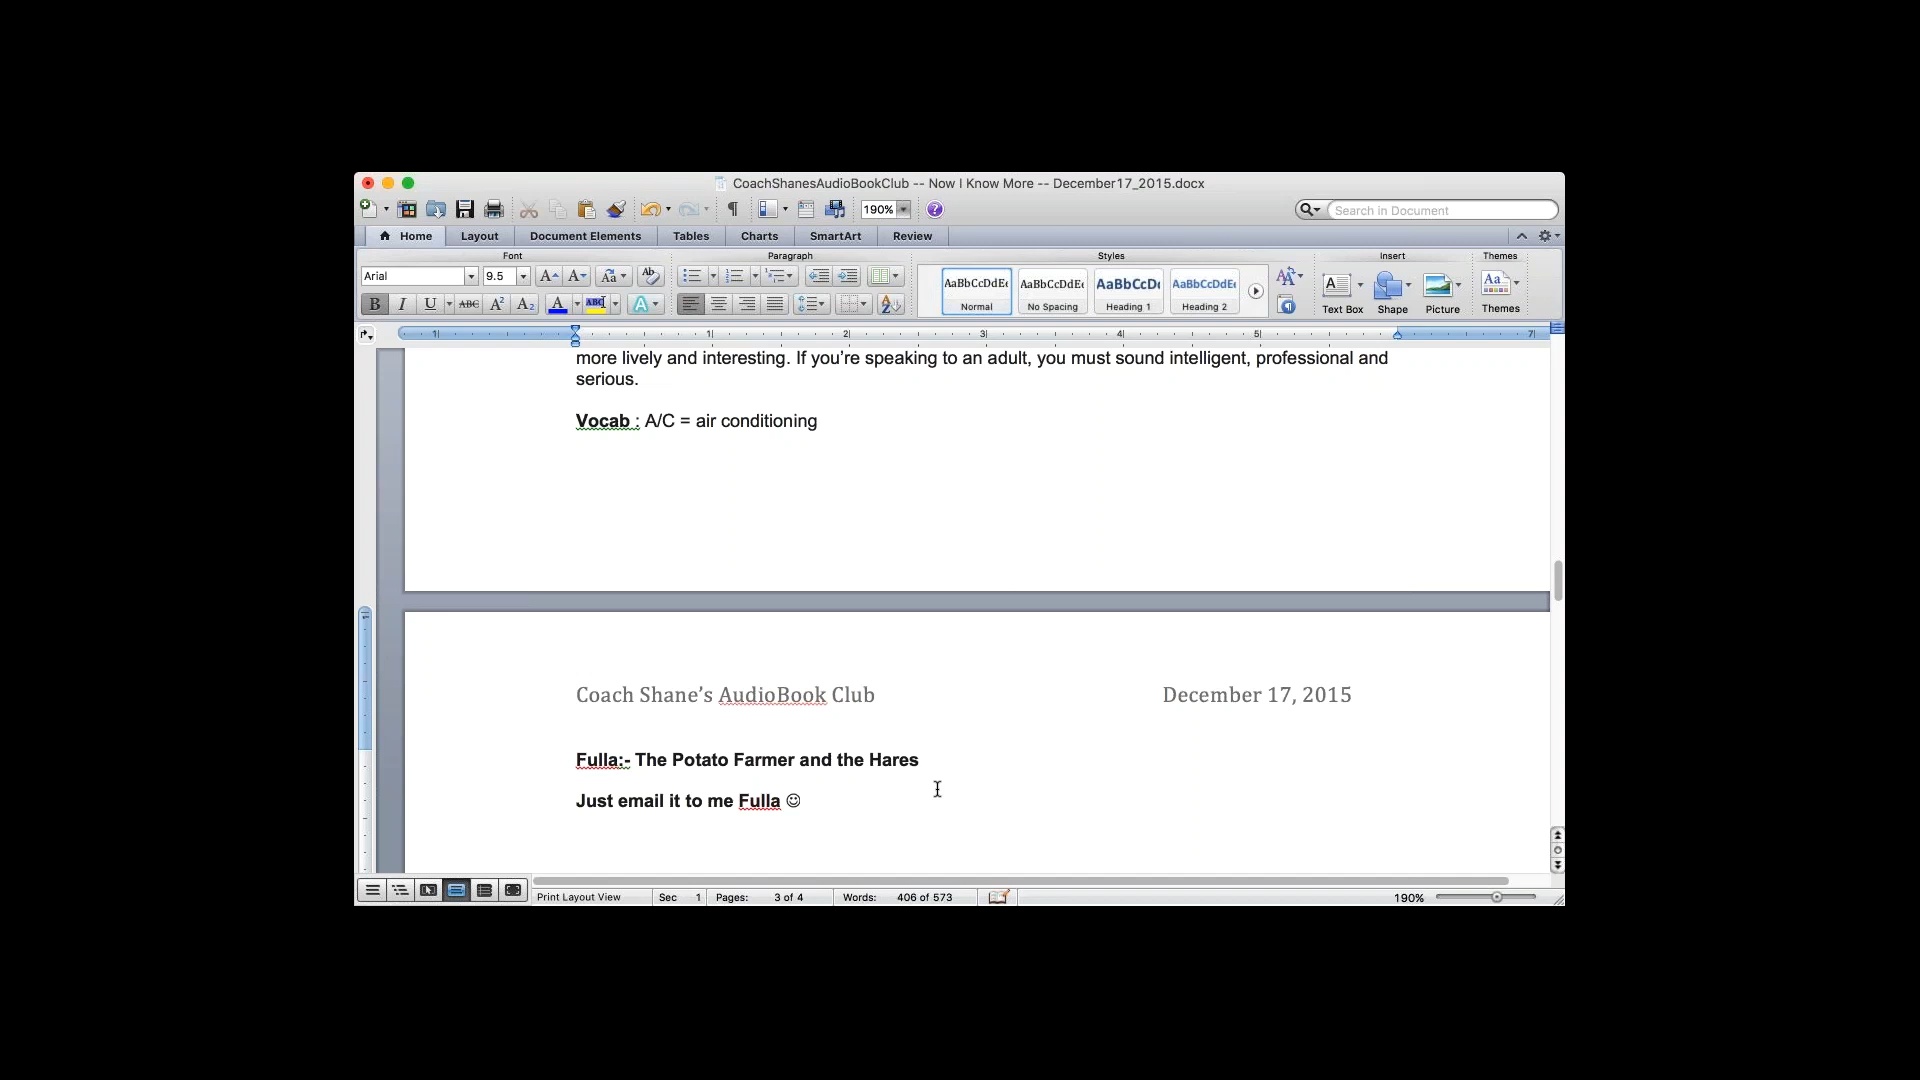 CoachShanesAudioBookClub -- Now I Know More -- December17_2015.docx
190%
Search in Document
Home Layout Document Elements Tables Charts SmartArt Review
Font Paragraph Styles Insert Themes
Arial 9.5
AaBbCcDdEe AaBbCcDdEe AaBbCcDı AaBbCcDdEı
Normal No Spacing Heading 1 Heading 2
Text Box Shape Picture Themes
more lively and interesting. If you're speaking to an adult, you must sound intelligent, professional and
serious.
Vocab : A/C = air conditioning
Coach Shane's AudioBook Club December 17, 2015
Fulla:- The Potato Farmer and the Hares
Just email it to me Fulla ☺
Print Layout View Sec 1 Pages: 3 of 4 Words: 406 of 573 190%